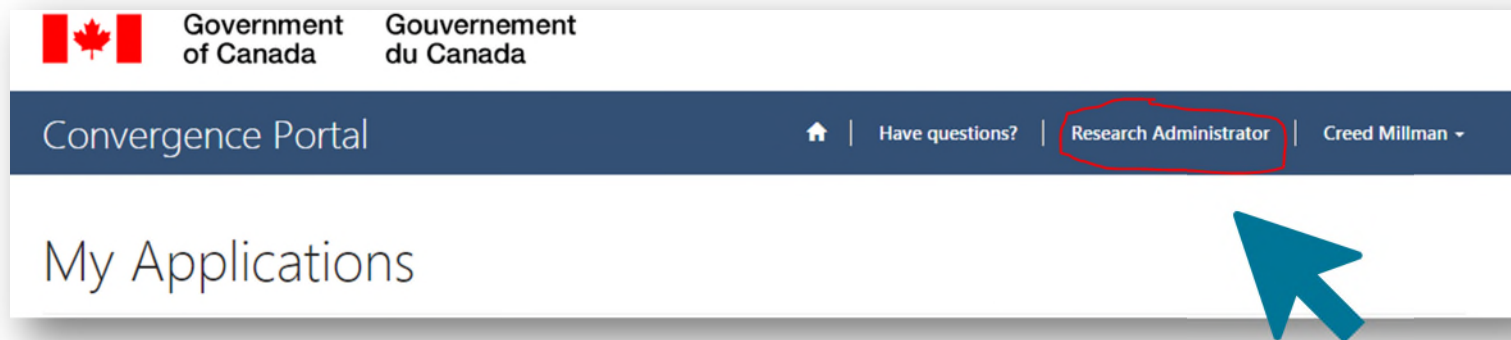 Government of Canada
Gouvernement du Canada
Convergence Portal
Have questions? | Research Administrator | Creed Millman
My Applications